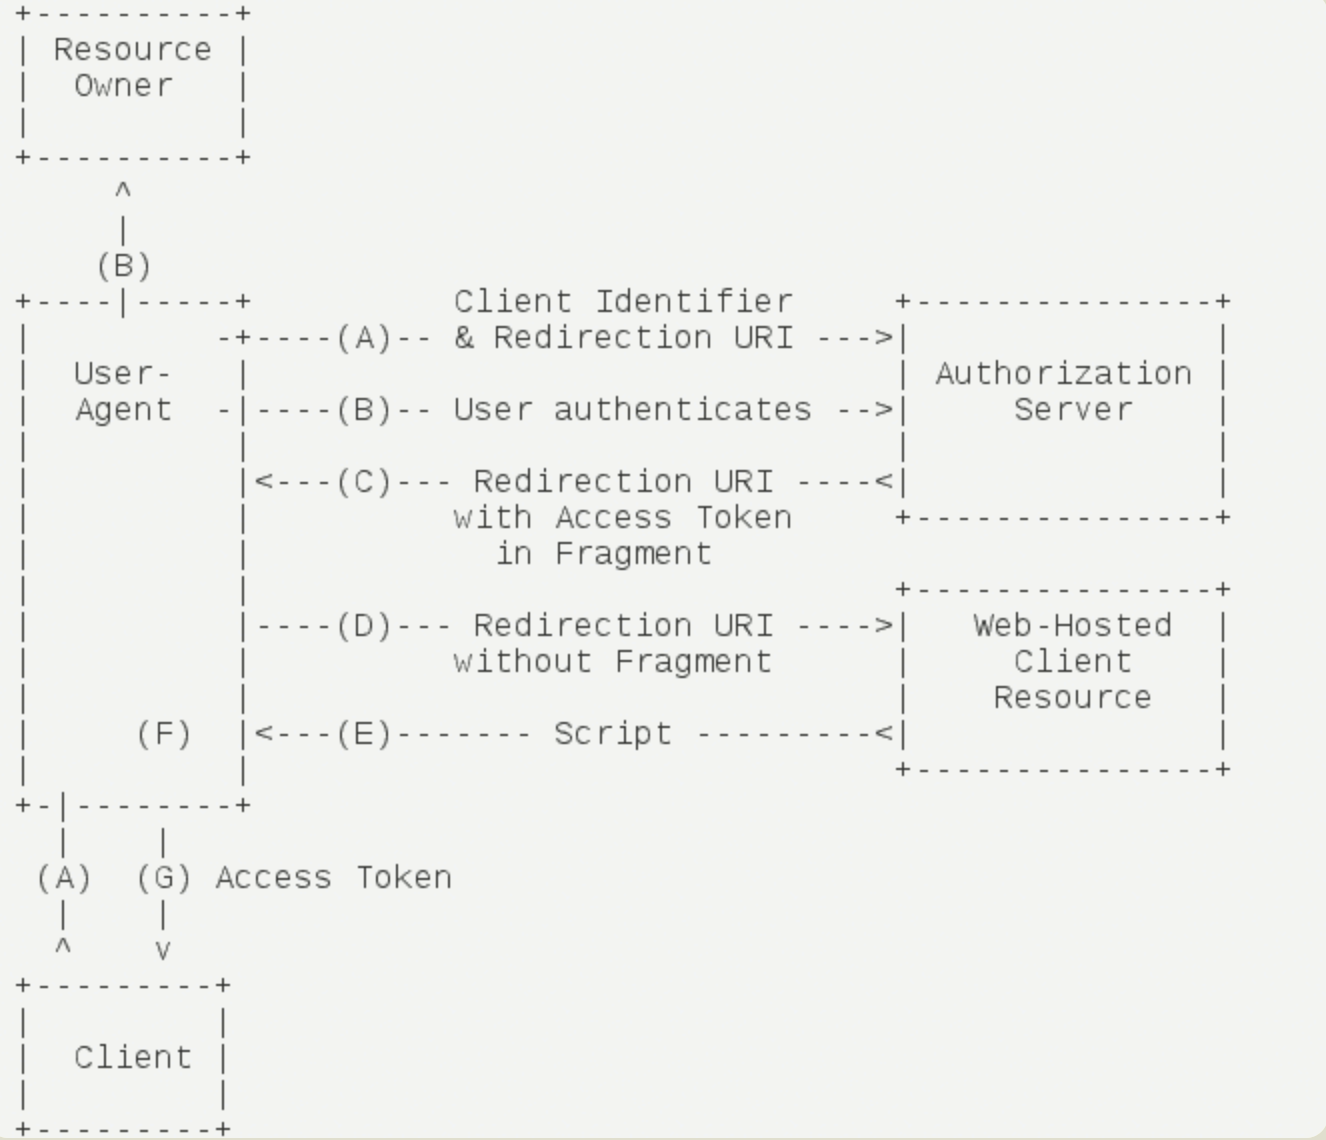 +----------+
| Resource |
|  Owner   |
|          |
+----------+
     ^
     |
    (B)
+----|-----+          Client Identifier     +---------------+
|         -+----(A)-- & Redirection URI --->|               |
|  User-   |                                | Authorization |
|  Agent  -|----(B)-- User authenticates -->|     Server    |
|          |                                |               |
|          |<---(C)--- Redirection URI ----<|               |
|          |          with Access Token     +---------------+
|          |            in Fragment
|          |                                +---------------+
|          |----(D)--- Redirection URI ---->|   Web-Hosted  |
|          |          without Fragment      |     Client    |
|          |                                |    Resource   |
|     (F)  |<---(E)------- Script ---------<|               |
|          |                                +---------------+
+-|--------+
  |    |
 (A)  (G) Access Token
  |    |
  ^    v
+---------+
|         |
|  Client |
|         |
+---------+